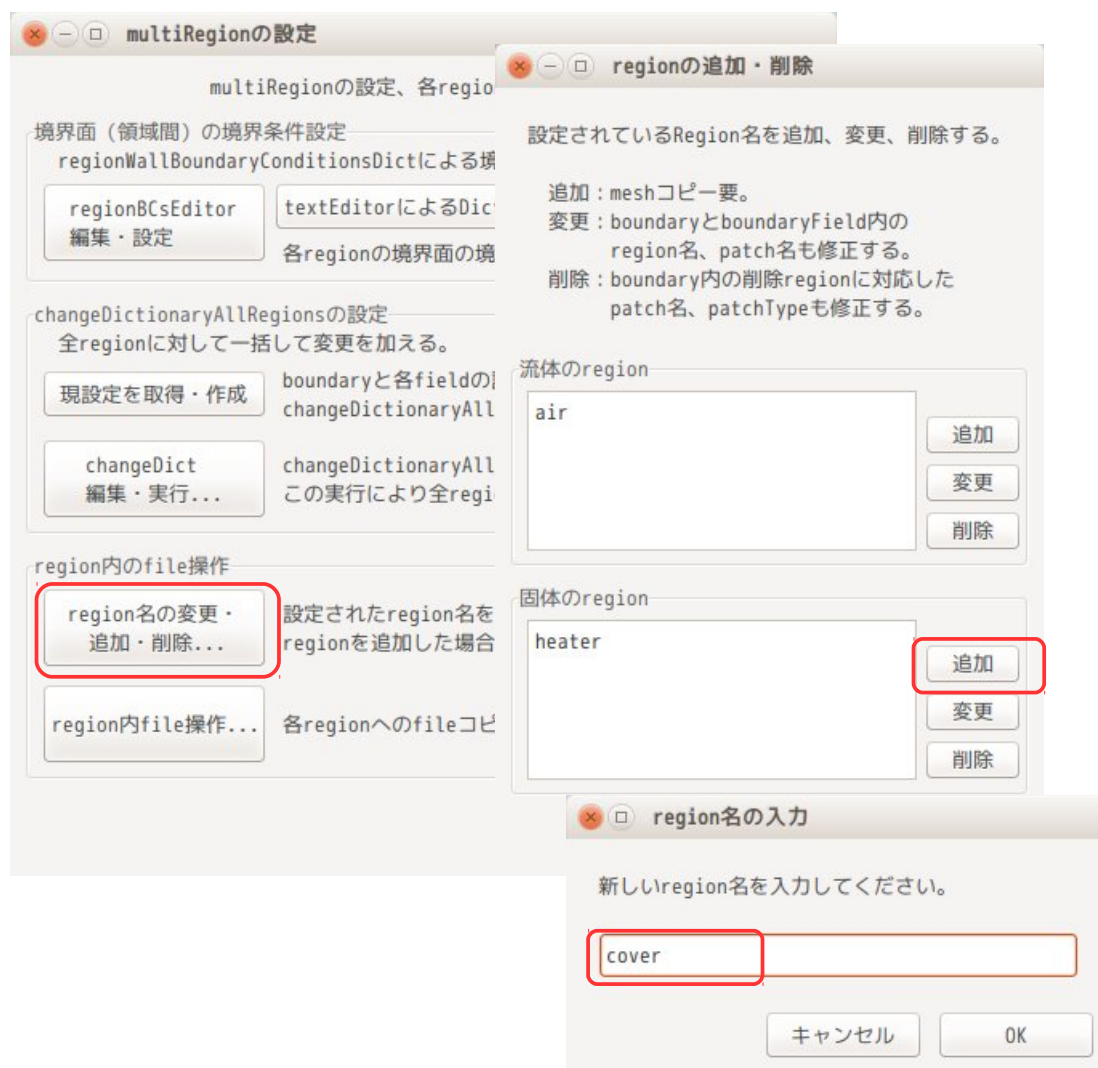 multiRegionの設定
multiRegionの設定、各regio
境界面（領域間）の境界条件設定
regionWallBoundaryConditionsDictによる境
regionBCsEditor
編集・設定
textEditorによるDic
各regionの境界面の境
changeDictionaryAllRegionsの設定
全regionに対して一括して変更を加える。
現設定を取得・作成
boundaryと各fieldの
changeDictionaryAll
changeDict
編集・実行...
changeDictionaryAll
この実行により全regi
region内のfile操作
region名の変更・
追加・削除...
設定されたregion名を
regionを追加した場合
region内file操作...
各regionへのfileコピ
regionの追加・削除
設定されているRegion名を追加、変更、削除する。
追加：meshコピー要。
変更：boundaryとboundaryField内の
region名、patch名も修正する。
削除：boundary内の削除regionに対応した
patch名、patchTypeも修正する。
流体のregion
air
追加
変更
削除
固体のregion
heater
追加
変更
削除
region名の入力
新しいregion名を入力してください。
cover
キャンセル
OK